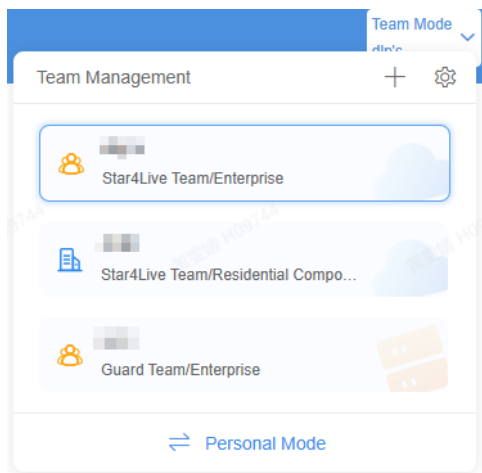 Team Mode
Team Management
Star4Live Team/Enterprise
Star4Live Team/Residential Compo...
Guard Team/Enterprise
Personal Mode